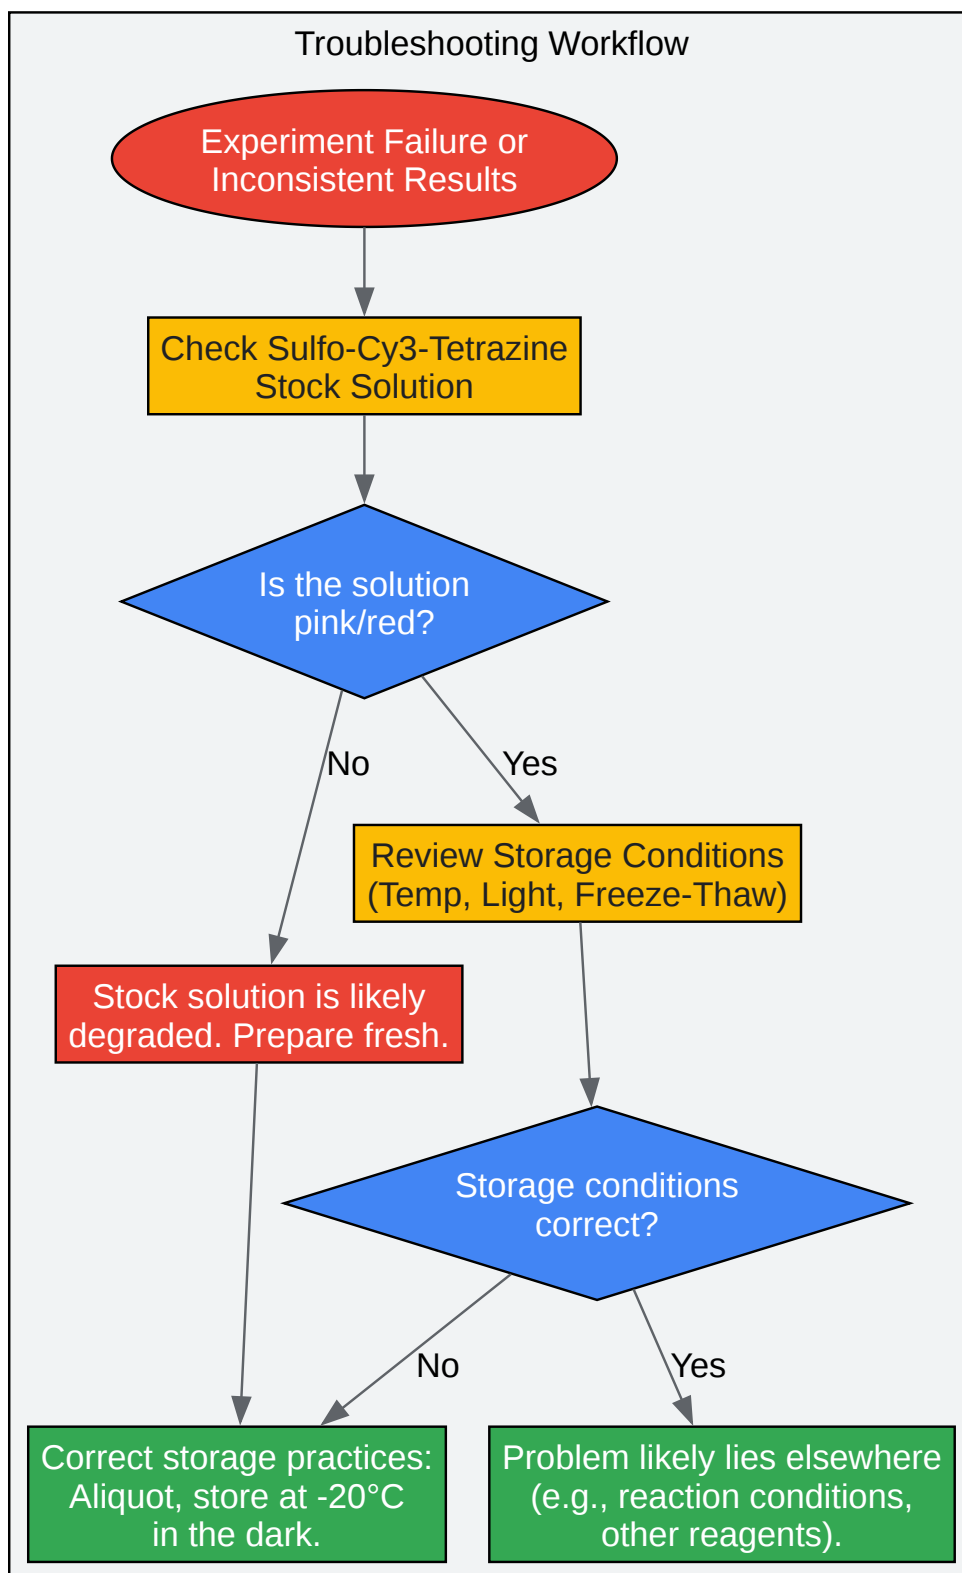 Troubleshooting Workflow
Experiment Failure or
Inconsistent Results
Check Sulfo-Cy3-Tetrazine
Stock Solution
Is the solution
pink/red?
No
Yes
Review Storage Conditions
(Temp, Light, Freeze-Thaw)
Stock solution is likely
degraded. Prepare fresh.
Storage conditions
correct?
No
Yes
Correct storage practices:
Aliquot, store at -20°C
in the dark.
Problem likely lies elsewhere
(e.g., reaction conditions,
other reagents).